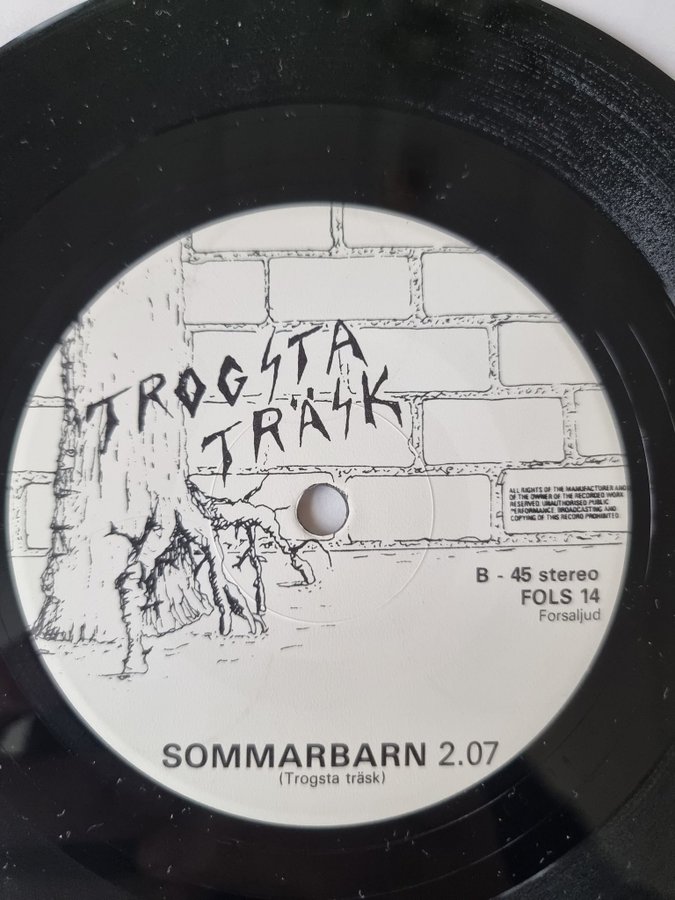 TROGSTA
TRÄSK
ALL RIGHTS OF THE MANUFACTURER AND
OF THE OWNER OF THE RECORDED WORK
RESERVED. UNAUTHORISED PUBLIC
PERFORMANCE BROADCASTING AND
COPYING OF THIS RECORD PROHIBITED.
B - 45 stereo
FOLS 14
Forsaljud
SOMMARBARN 2.07
(Trogsta träsk)